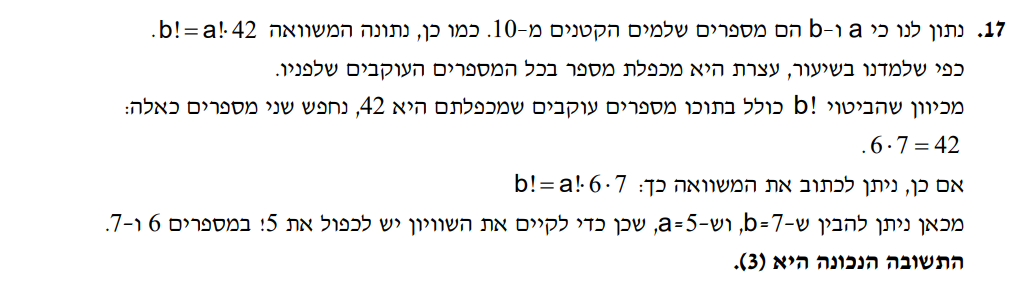 17. נתון לנו כי a ו-b הם מספרים שלמים הקטנים מ-10. כמו כן, נתונה המשוואה b!=a!·42.
כפי שלמדנו בשיעור, עצרת היא מכפלת מספר בכל המספרים העוקבים שלפניו.
מכיוון שהביטוי b! כולל בתוכו מספרים עוקבים שמכפלתם היא 42, נחפש שני מספרים כאלה:
6·7=42.
אם כן, ניתן לכתוב את המשוואה כך: b!=a!·6·7
מכאן ניתן להבין ש-b=7, וש-a=5, שכן כדי לקיים את השוויון יש לכפול את 5! במספרים 6 ו-7.
התשובה הנכונה היא (3).